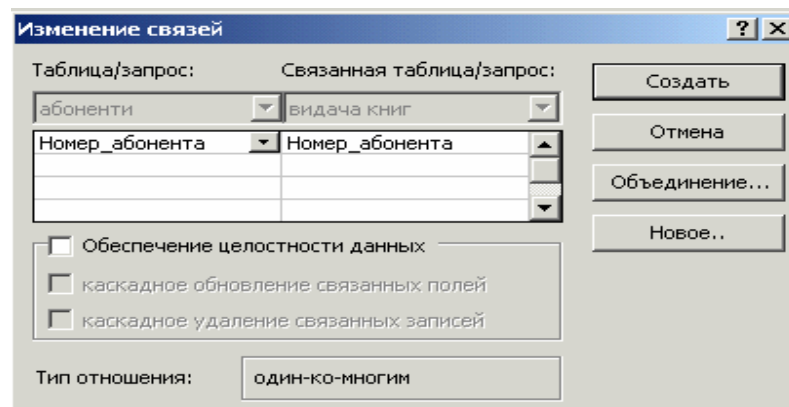 Изменение связей
Таблица/запрос: Связанная таблица/запрос:
абоненти видача книг
Номер_абонента Номер_абонента
Обеспечение целостности данных
каскадное обновление связанных полей
каскадное удаление связанных записей
Тип отношения: один-ко-многим
Создать
Отмена
Объединение...
Новое..